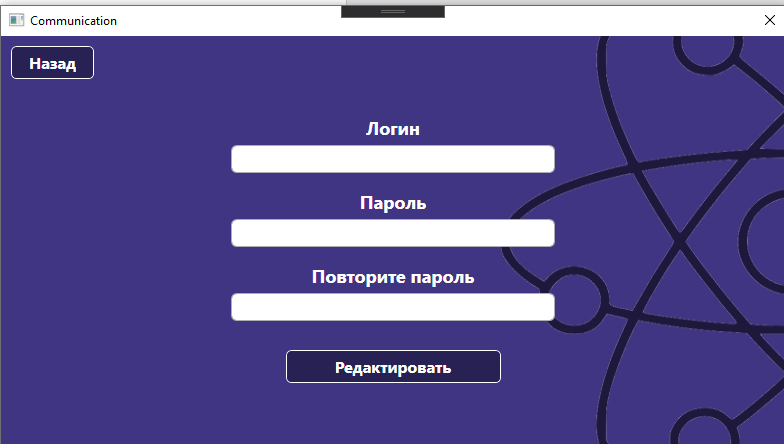 Communication
Назад
Логин
Пароль
Повторите пароль
Редактировать